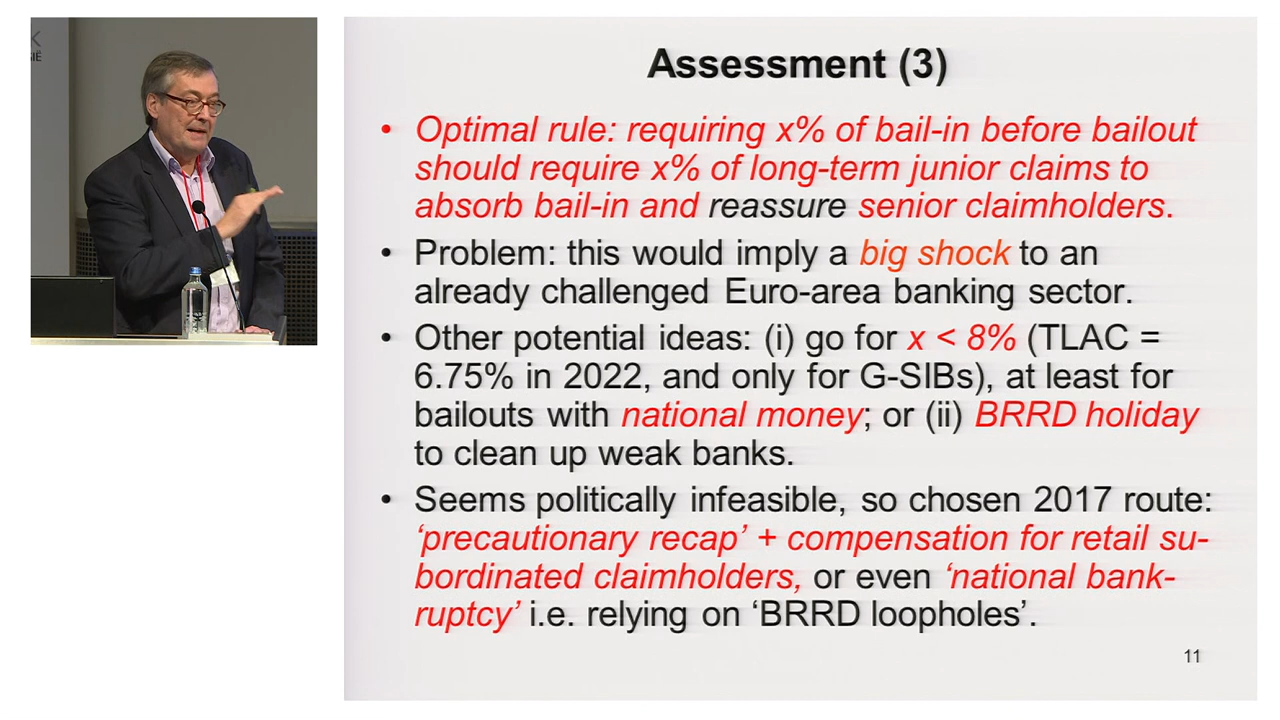 GIË
Assessment (3)
• Optimal rule: requiring x% of bail-in before bailout
should require x% of long-term junior claims to
absorb bail-in and reassure senior claimholders.
• Problem: this would imply a big shock to an
already challenged Euro-area banking sector.
• Other potential ideas: (i) go for x < 8% (TLAC =
6.75% in 2022, and only for G-SIBs), at least for
bailouts with national money; or (ii) BRRD holiday
to clean up weak banks.
• Seems politically infeasible, so chosen 2017 route:
‘precautionary recap’ + compensation for retail su-
bordinated claimholders, or even ‘national bank-
ruptcy’ i.e. relying on ‘BRRD loopholes’.
11